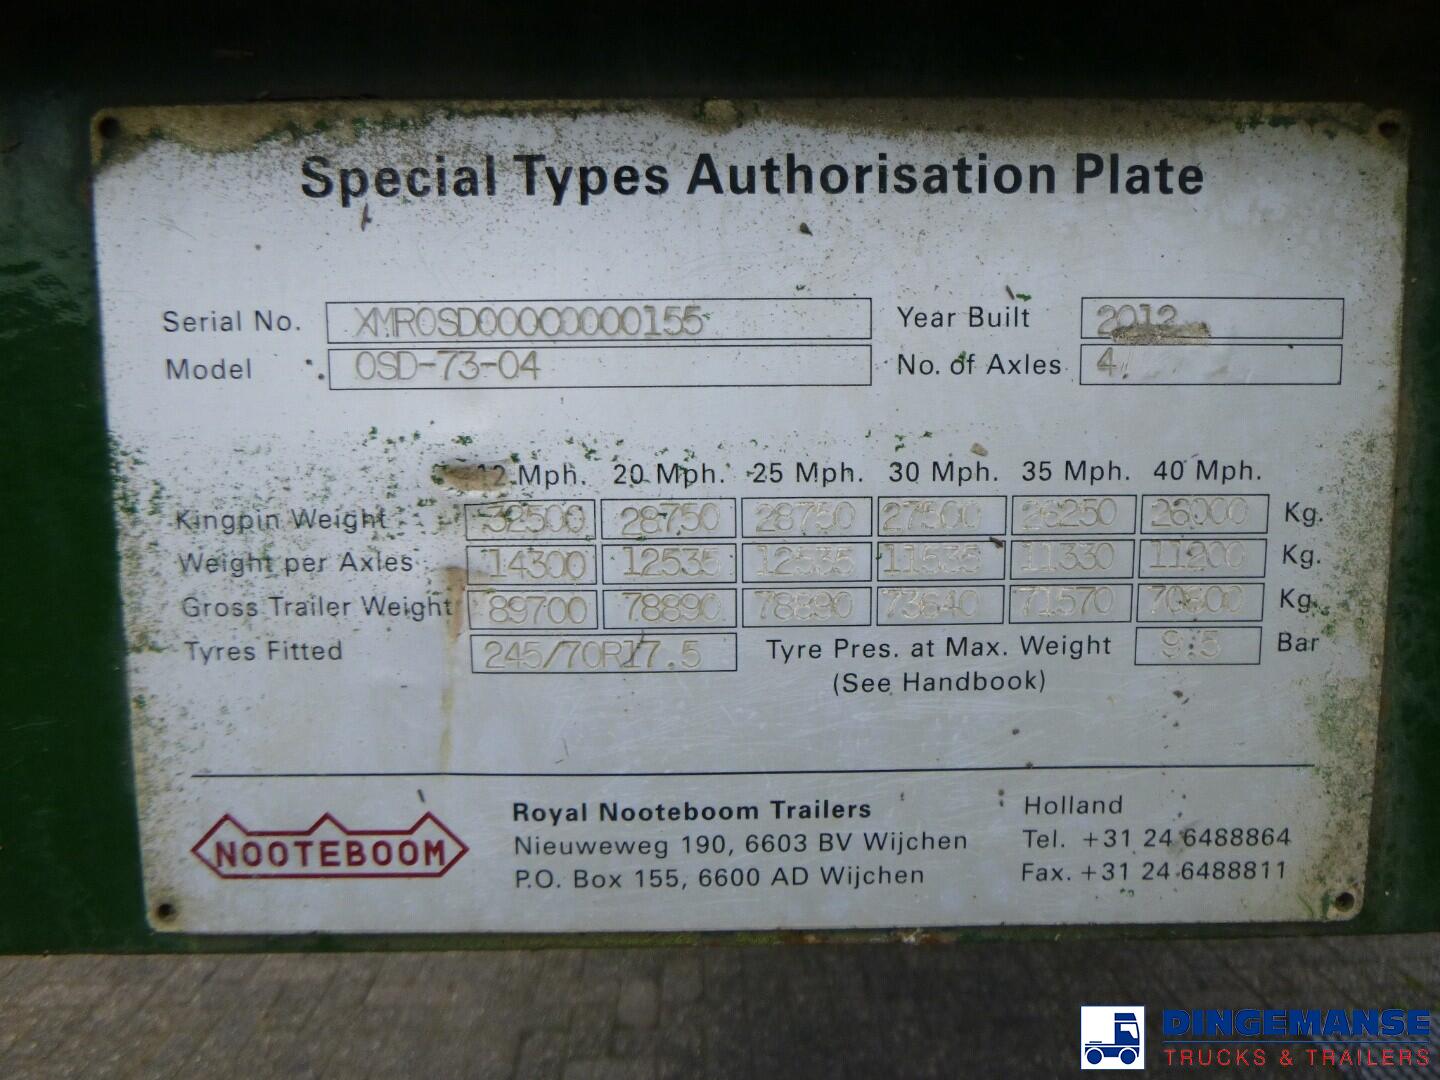 Special Types Authorisation Plate
Serial No. XMROSD00000000155 Year Built 2012
Model OSD-73-04 No. of Axles 4
12 Mph. 20 Mph. 25 Mph. 30 Mph. 35 Mph. 40 Mph.
Kingpin Weight 32500 28750 28750 27500 26250 26000 Kg.
Weight per Axles 14300 12535 12535 11535 11330 11200 Kg.
Gross Trailer Weight 89700 78890 78890 73640 71570 70800 Kg.
Tyres Fitted 245/70R17.5 Tyre Pres. at Max. Weight 9.5 Bar
(See Handbook)
NOOTEBOOM
Royal Nooteboom Trailers Holland
Nieuweweg 190, 6603 BV Wijchen Tel. +31 24 6488864
P.O. Box 155, 6600 AD Wijchen Fax. +31 24 6488811
DINGEMANSE
TRUCKS & TRAILERS